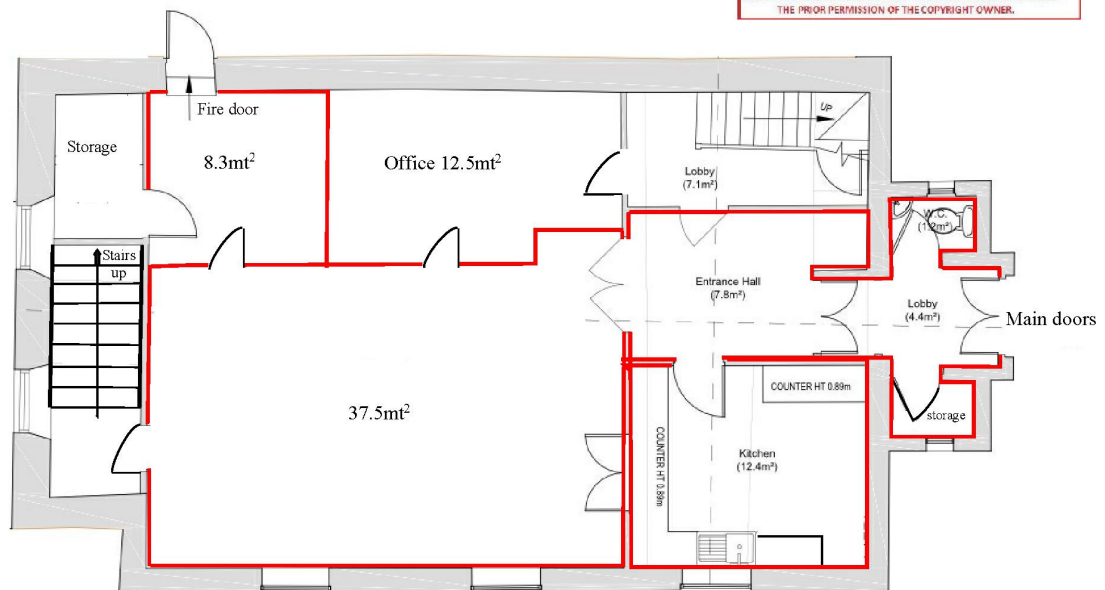 THE PRIOR PERMISSION OF THE COPYRIGHT OWNER.
Fire door
Storage
8.3mt²
Office 12.5mt²
UP
Lobby
(7.1m²)
W.C.
(1.2m²)
Stairs
up
Entrance Hall
(7.8m²)
Lobby
(4.4m²)
Main doors
37.5mt²
COUNTER HT 0.89m
COUNTER HT 0.89m
Kitchen
(12.4m²)
storage